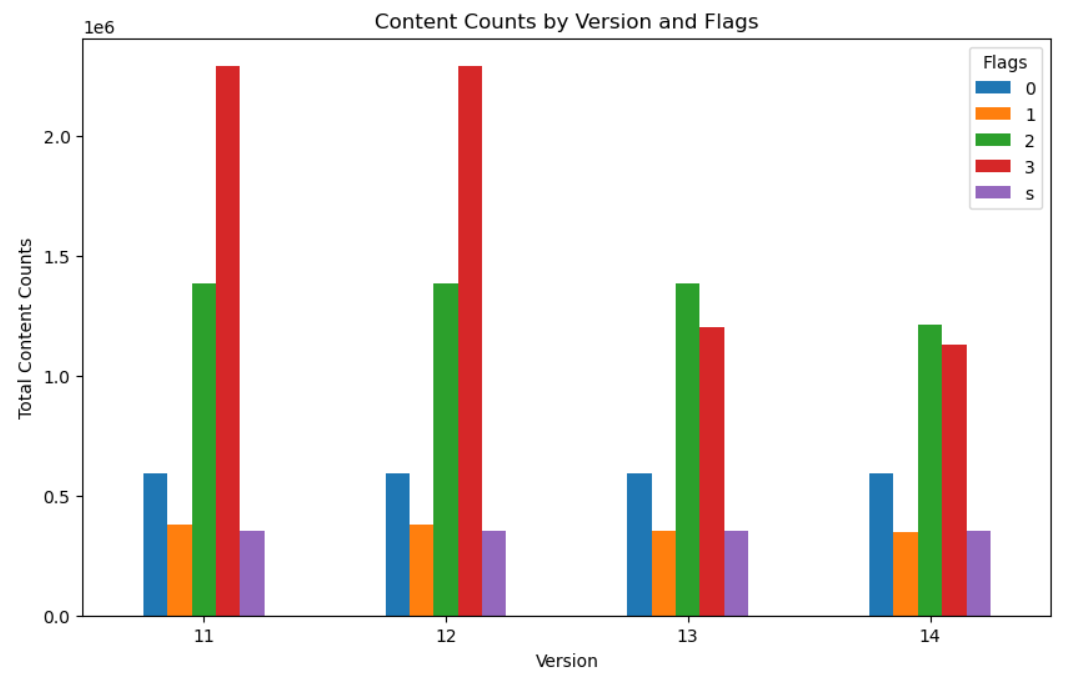 Content Counts by Version and Flags
1e6
Flags
0
1
2
3
s
2.0
1.5
1.0
0.5
0.0
Total Content Counts
11 12 13 14
Version